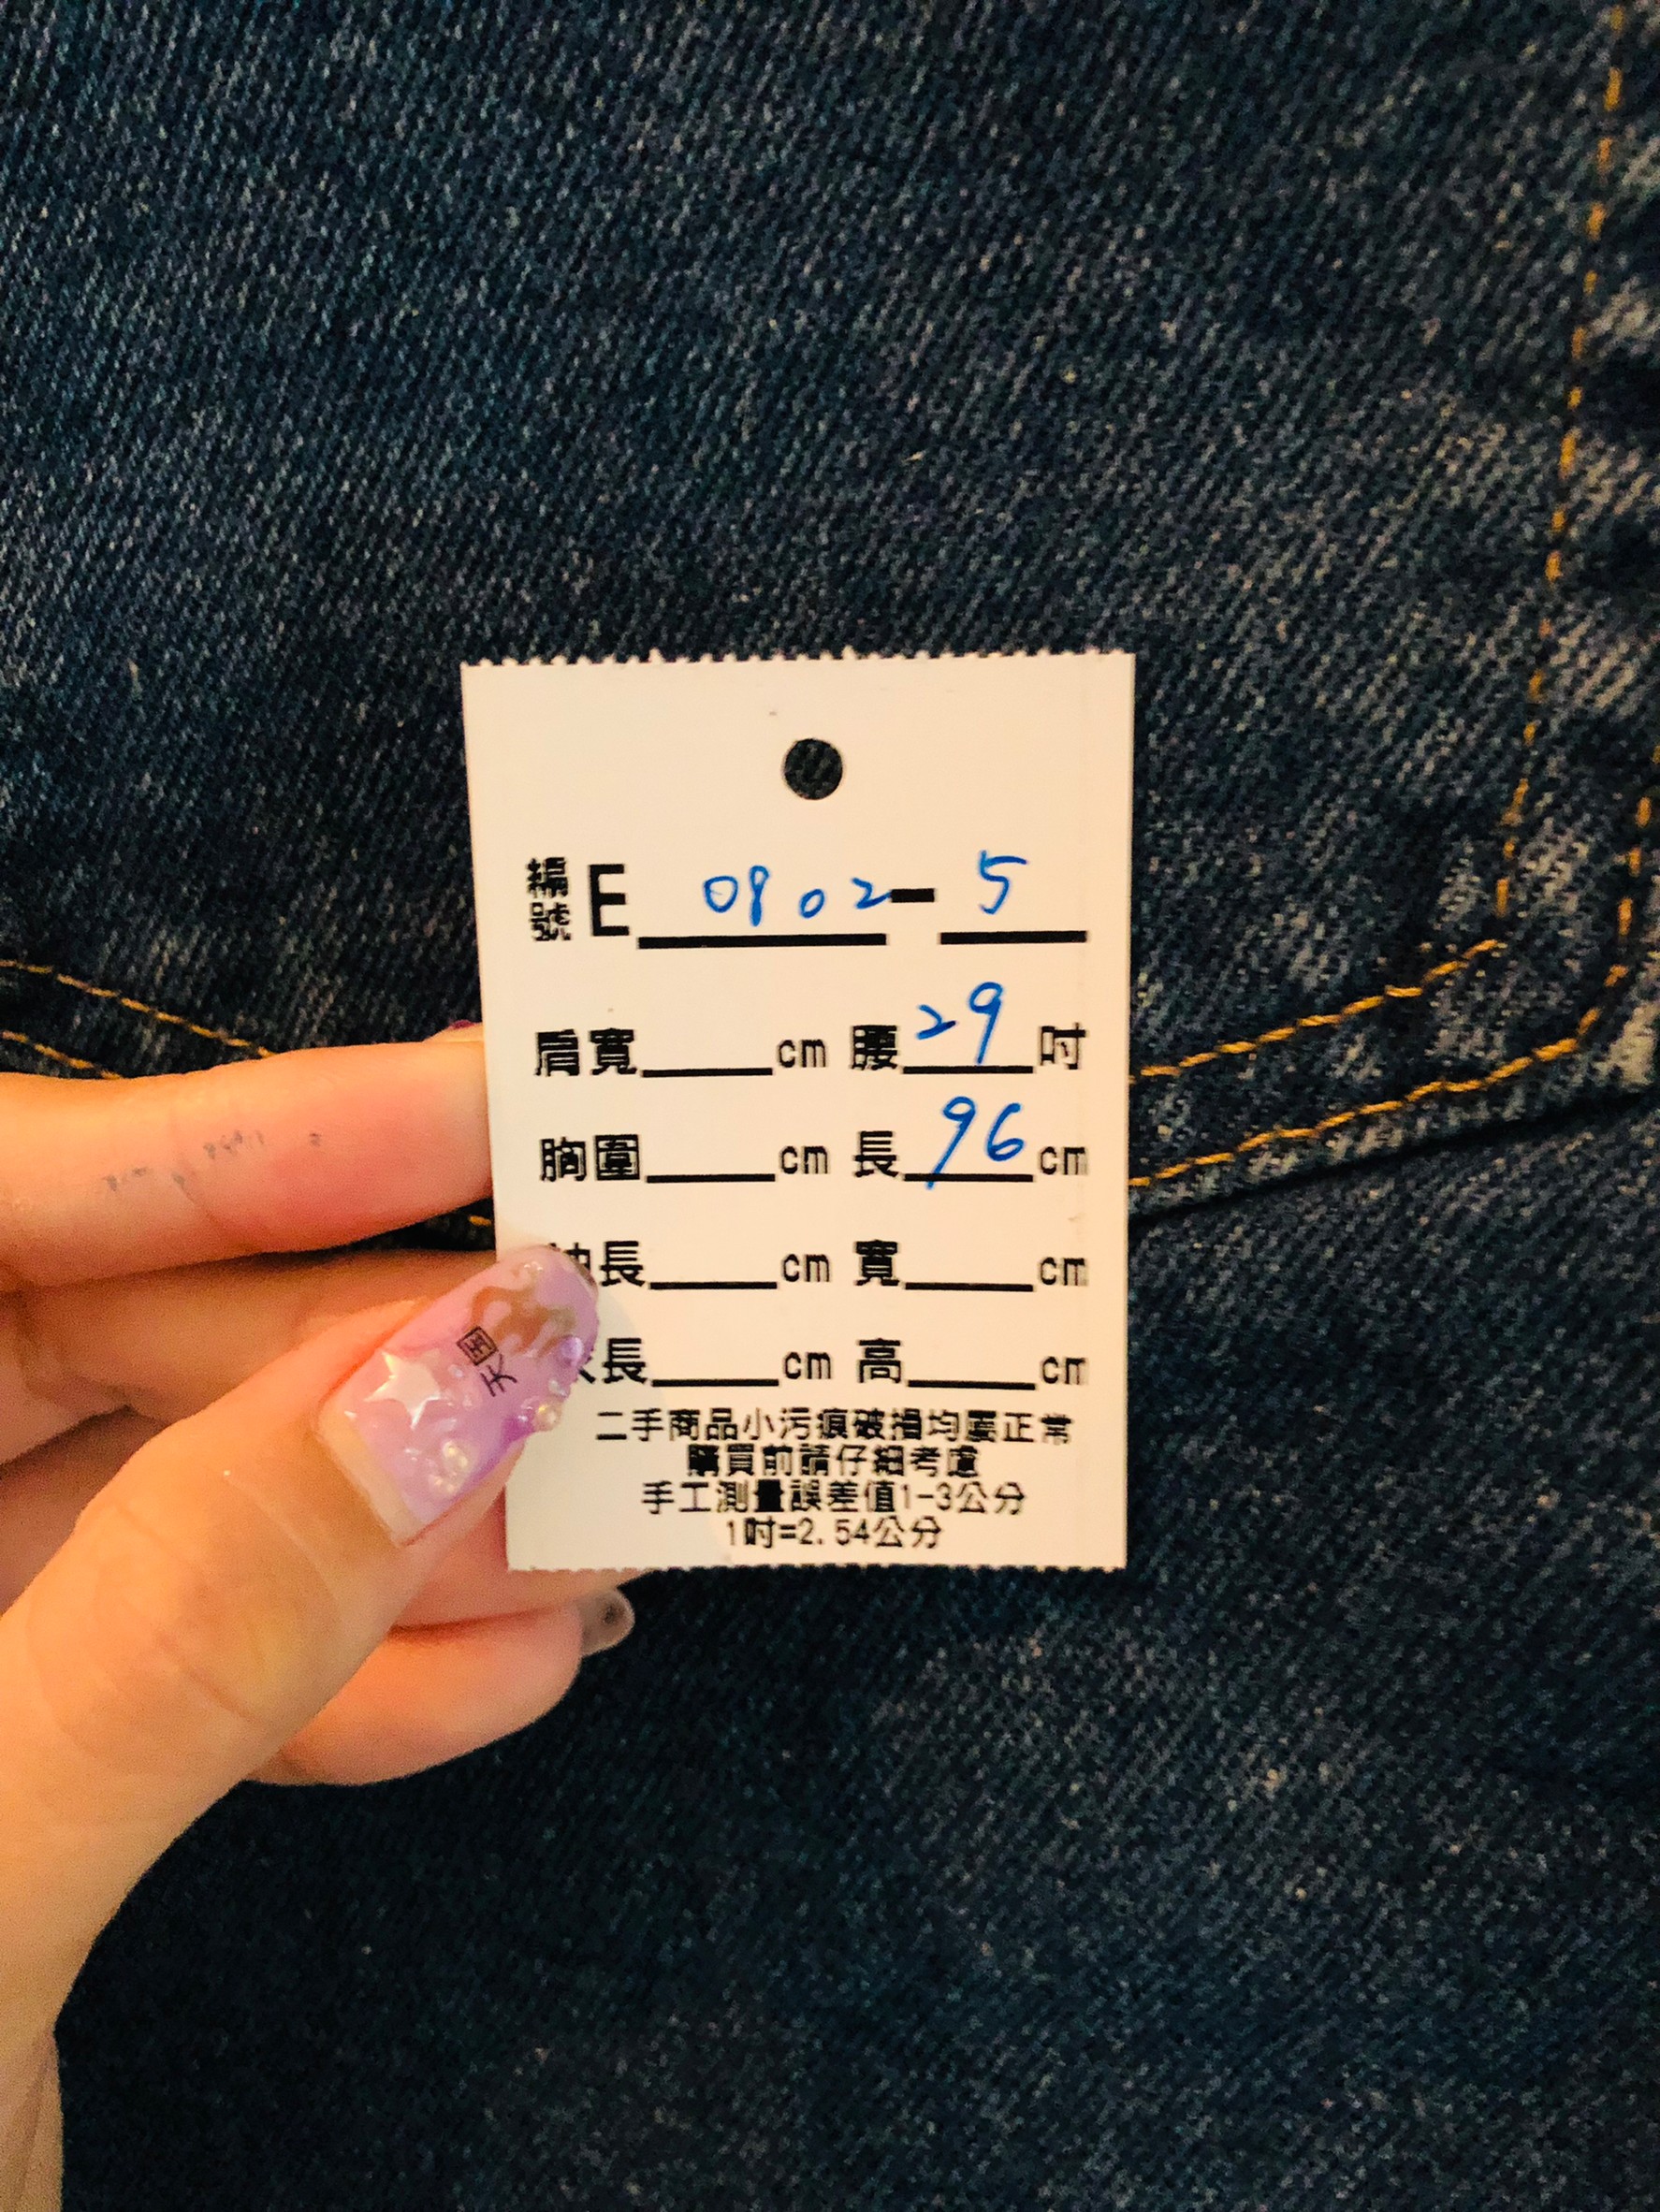 編號 E 0802-5
肩寬 cm 腰 29 吋
胸圍 cm 長 96 cm
長 cm 寬 cm
長 cm 高 cm
天国
二手商品小污痕破損均屬正常
購買前請仔細考慮
手工測量誤差值1-3公分
1吋=2.54公分